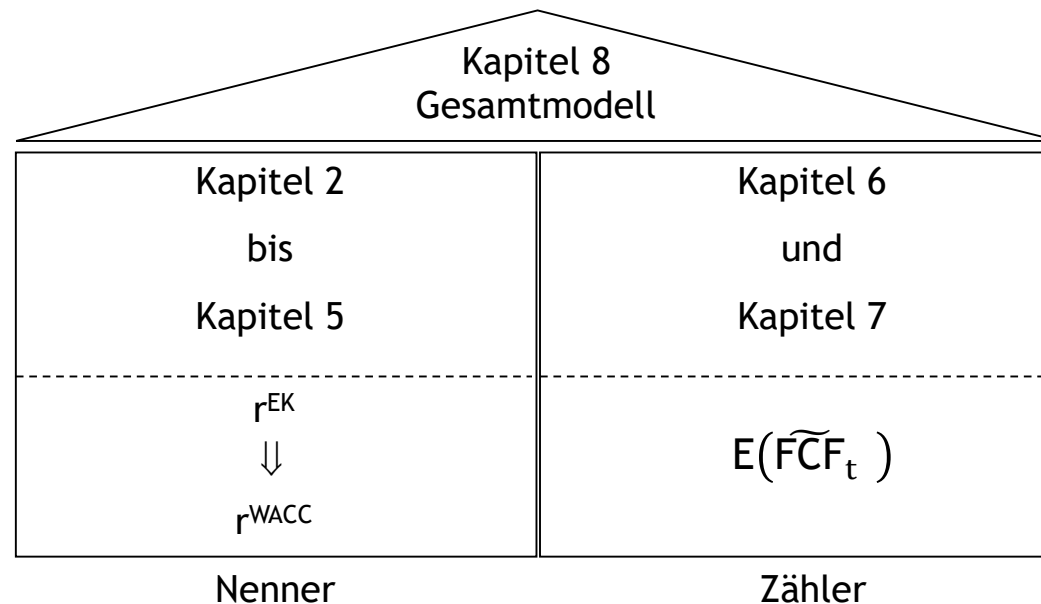 Kapitel 8
Gesamtmodell
Kapitel 2
bis
Kapitel 5
r^EK
⇓
r^WACC
Nenner
Kapitel 6
und
Kapitel 7
E(F͠CF_t )
Zähler